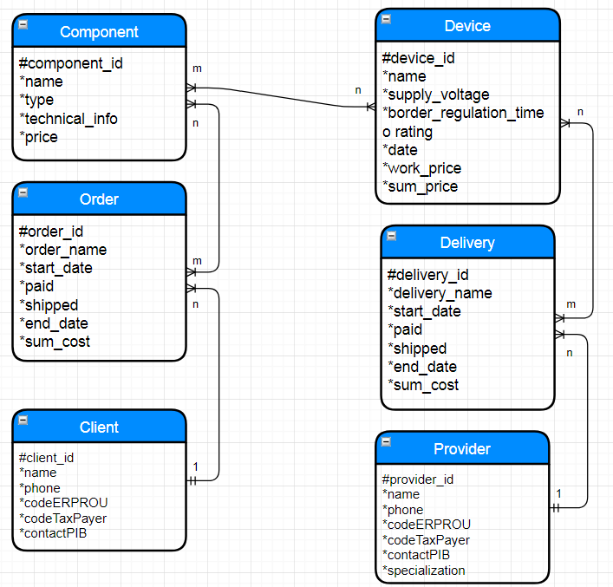 Component
#component_id
*name
*type
*technical_info
*price
m
n
Order
#order_id
*order_name
*start_date
*paid
*shipped
*end_date
*sum_cost
m
n
Client
#client_id
*name
*phone
*codeERPROU
*codeTaxPayer
*contactPIB
1
Device
#device_id
*name
*supply_voltage
*border_regulation_time
o rating
*date
*work_price
*sum_price
n
n
Delivery
#delivery_id
*delivery_name
*start_date
*paid
*shipped
*end_date
*sum_cost
m
n
Provider
#provider_id
*name
*phone
*codeERPROU
*codeTaxPayer
*contactPIB
*specialization
1